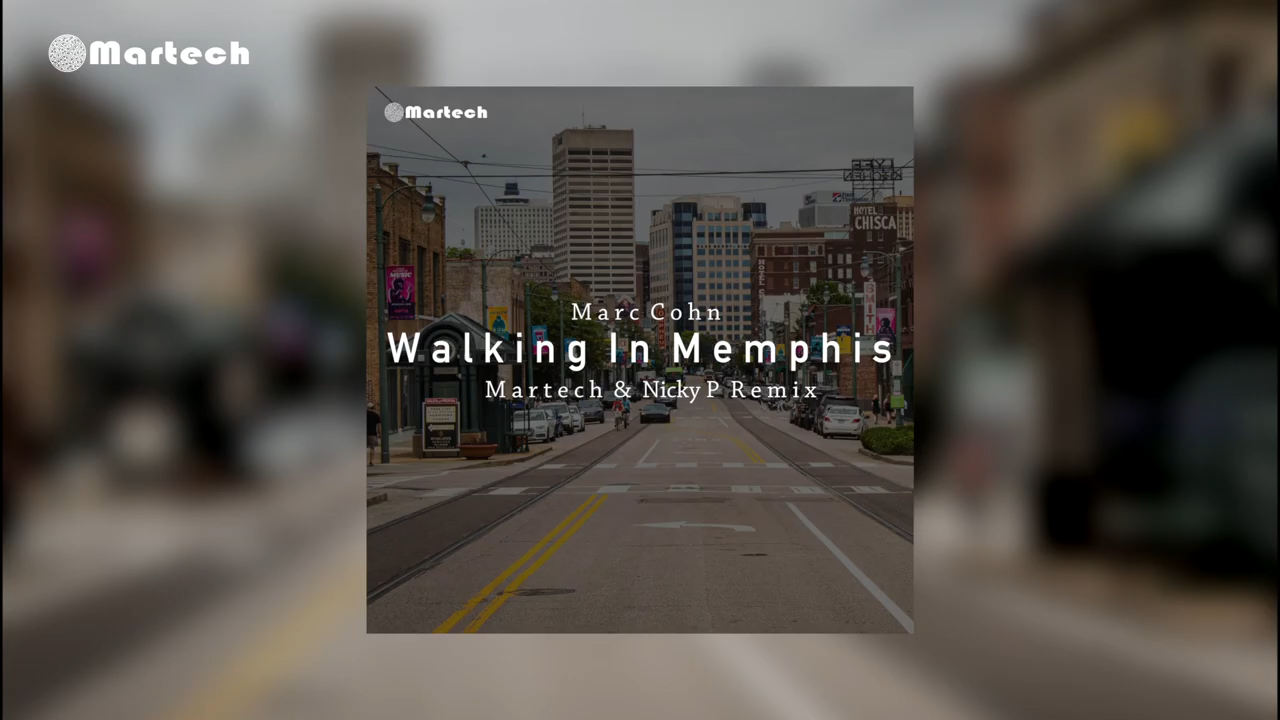 Martech
Martech
HOTEL
CHISCA
Marc Cohn
Walking In Memphis
Martech & Nicky P Remix